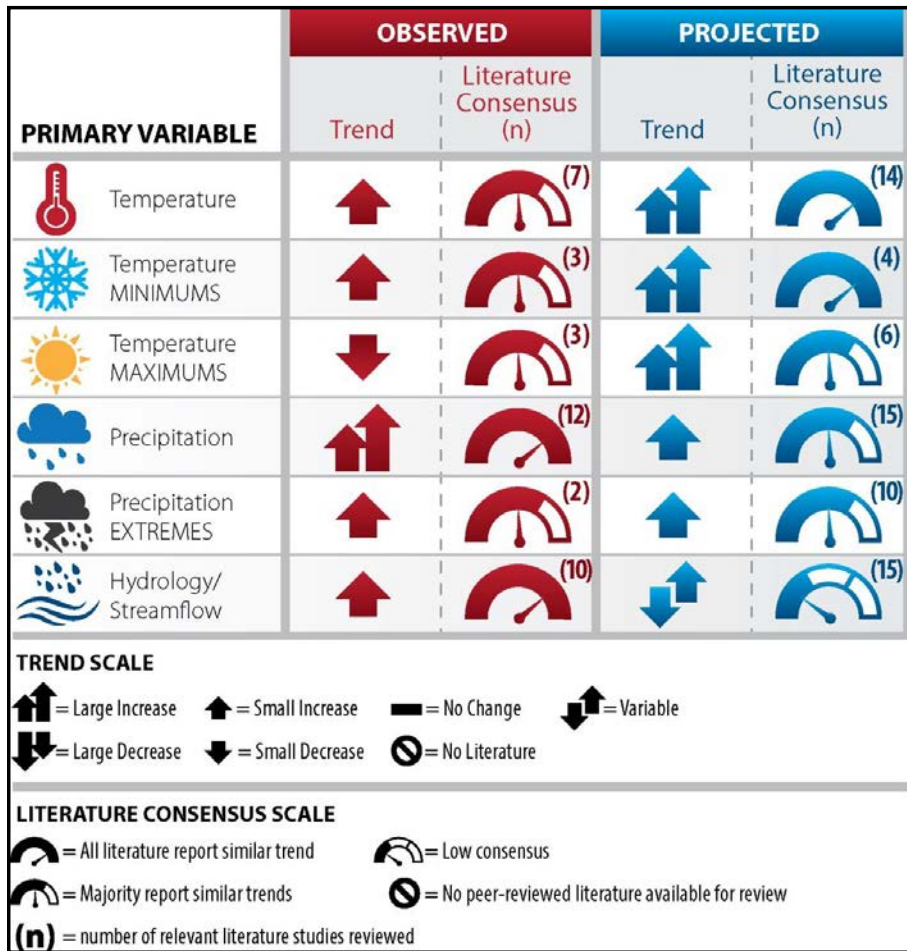 OBSERVED PROJECTED
PRIMARY VARIABLE Trend Literature Consensus (n) Trend Literature Consensus (n)
Temperature (7) (14)
Temperature MINIMUMS (3) (4)
Temperature MAXIMUMS (3) (6)
Precipitation (12) (15)
Precipitation EXTREMES (2) (10)
Hydrology/ Streamflow (10) (15)
TREND SCALE
= Large Increase = Small Increase = No Change = Variable
= Large Decrease = Small Decrease = No Literature
LITERATURE CONSENSUS SCALE
= All literature report similar trend = Low consensus
= Majority report similar trends = No peer-reviewed literature available for review
(n) = number of relevant literature studies reviewed